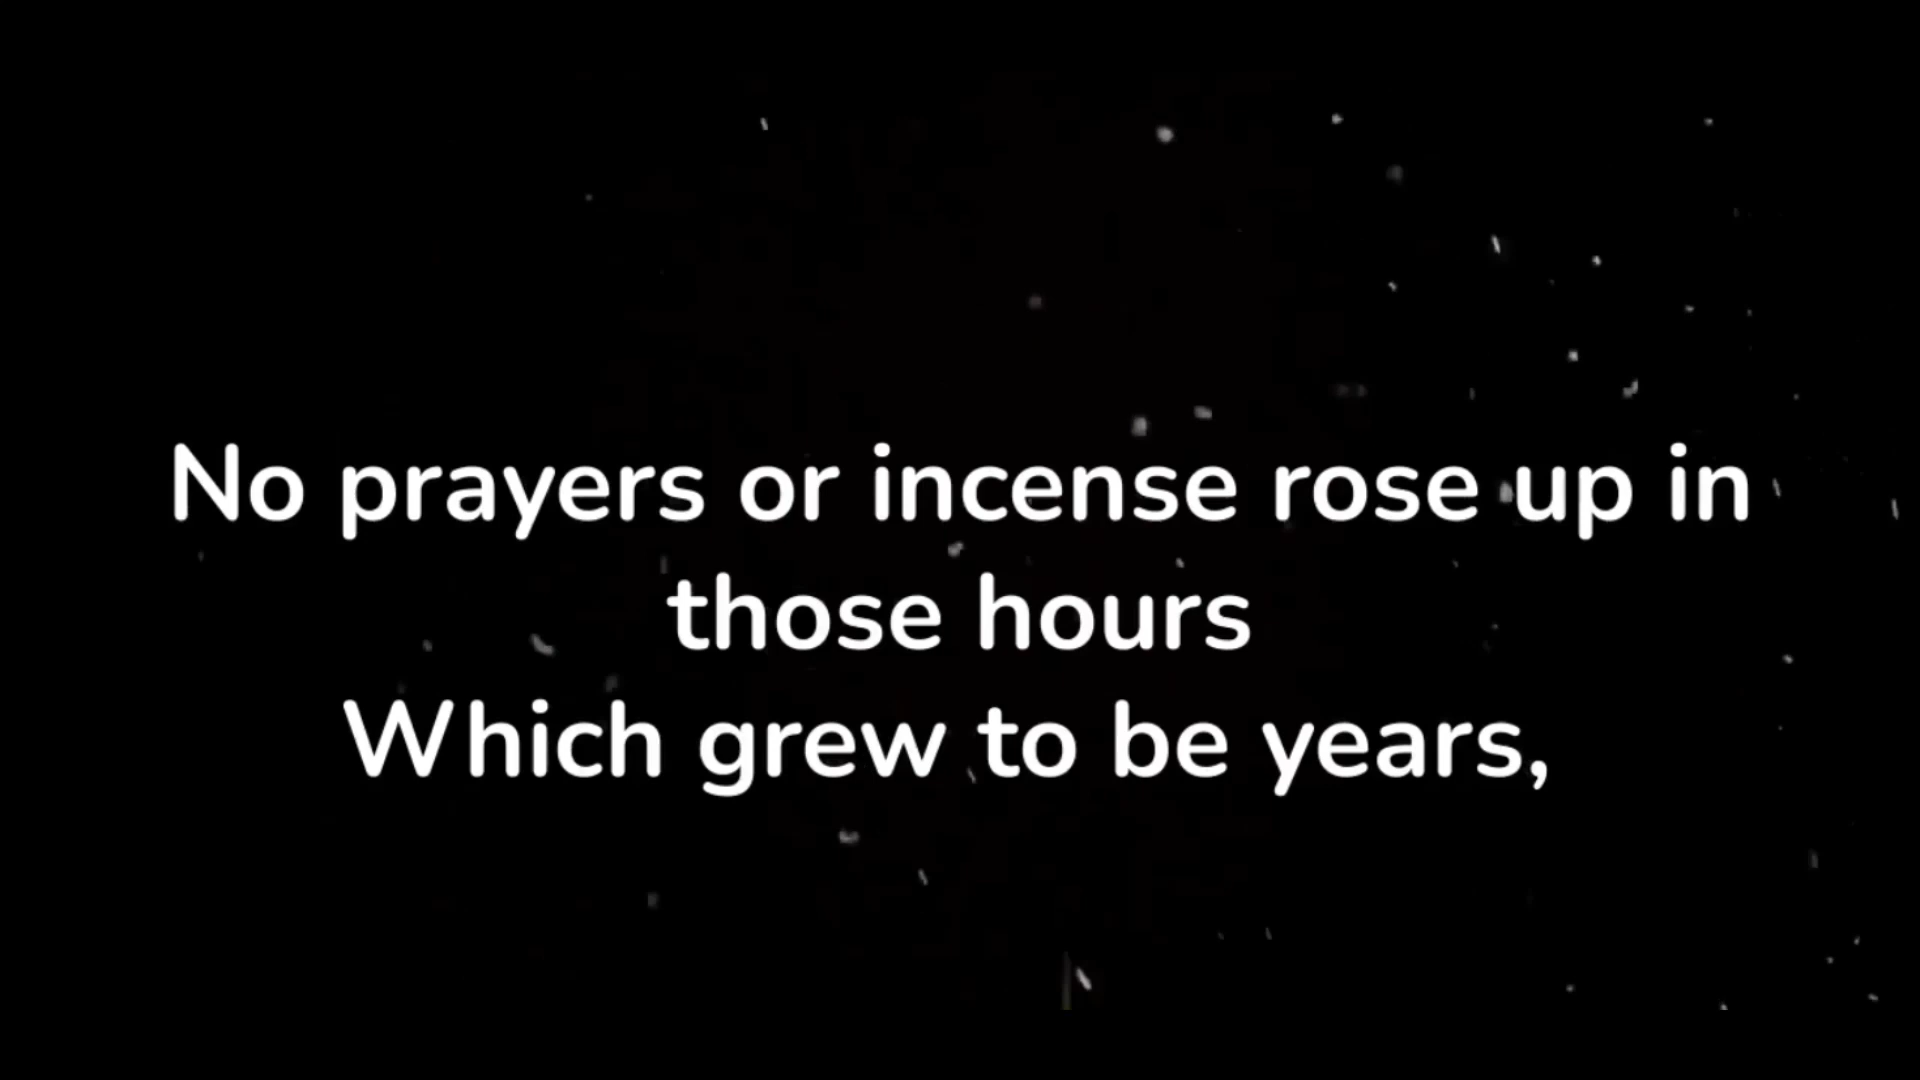 No prayers or incense rose up in
those hours
Which grew to be years,